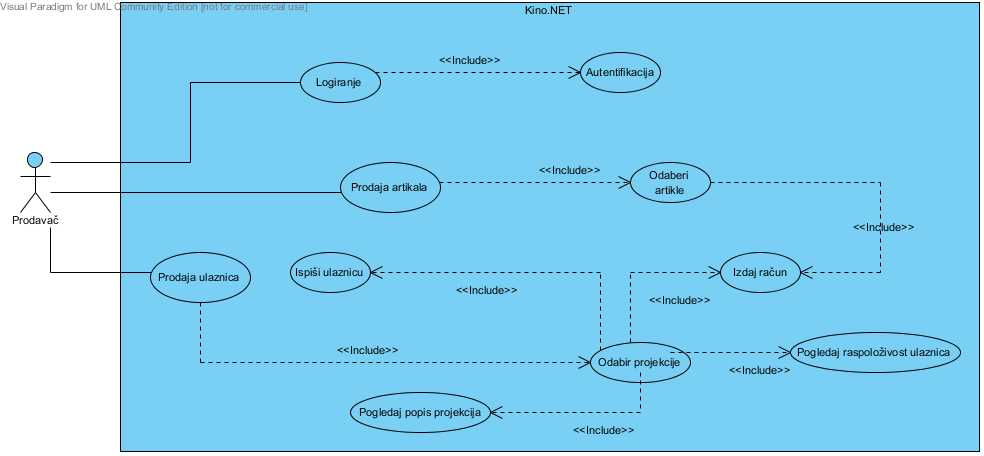 Visual Paradigm for UML Community Edition [not for commercial use]
Kino.NET
<<Include>>
Logiranje
Autentifikacija
<<Include>>
Prodaja artikala
Odaberi
artikle
Prodavač
<<Include>>
Prodaja ulaznica
Ispiši ulaznicu
Izdaj račun
<<Include>>
<<Include>>
<<Include>>
Pogledaj raspoloživost ulaznica
Odabir projekcije
<<Include>>
Pogledaj popis projekcija
<<Include>>